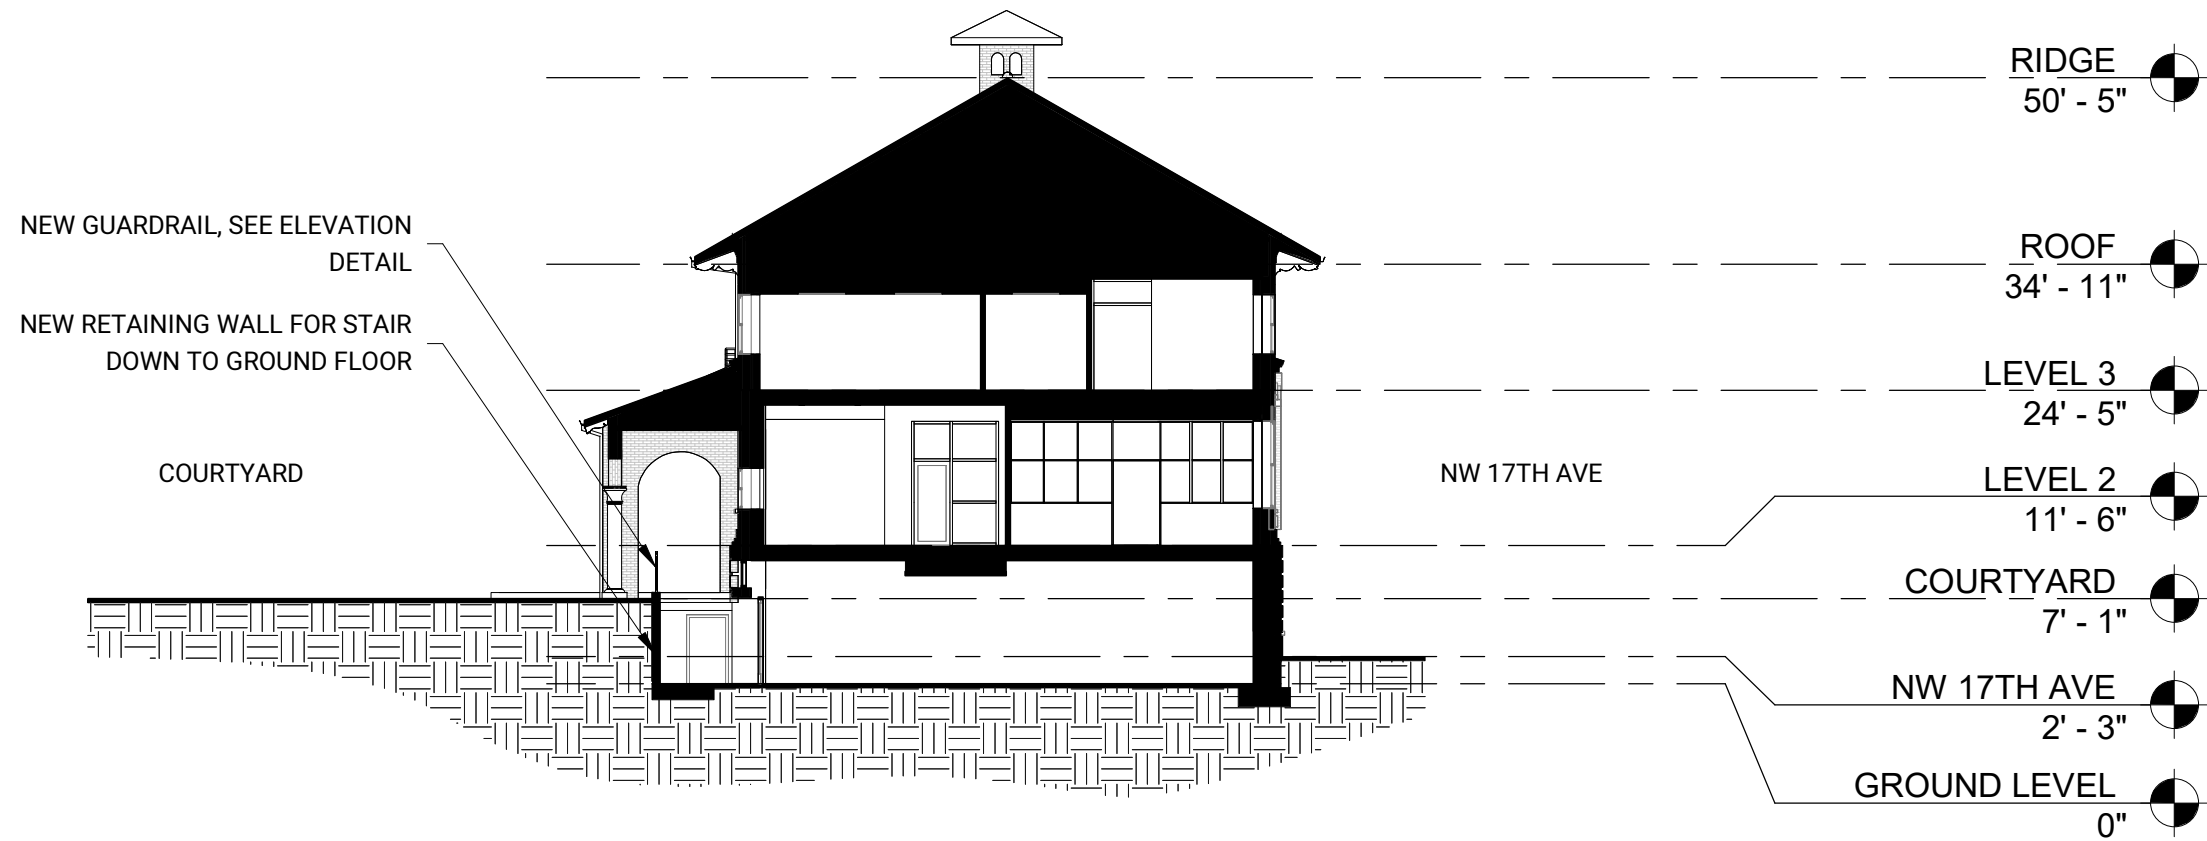 RIDGE
50' - 5"
NEW GUARDRAIL, SEE ELEVATION
DETAIL
ROOF
34' - 11"
NEW RETAINING WALL FOR STAIR
DOWN TO GROUND FLOOR
LEVEL 3
24' - 5"
COURTYARD
NW 17TH AVE
LEVEL 2
11' - 6"
COURTYARD
7' - 1"
NW 17TH AVE
2' - 3"
GROUND LEVEL
0"